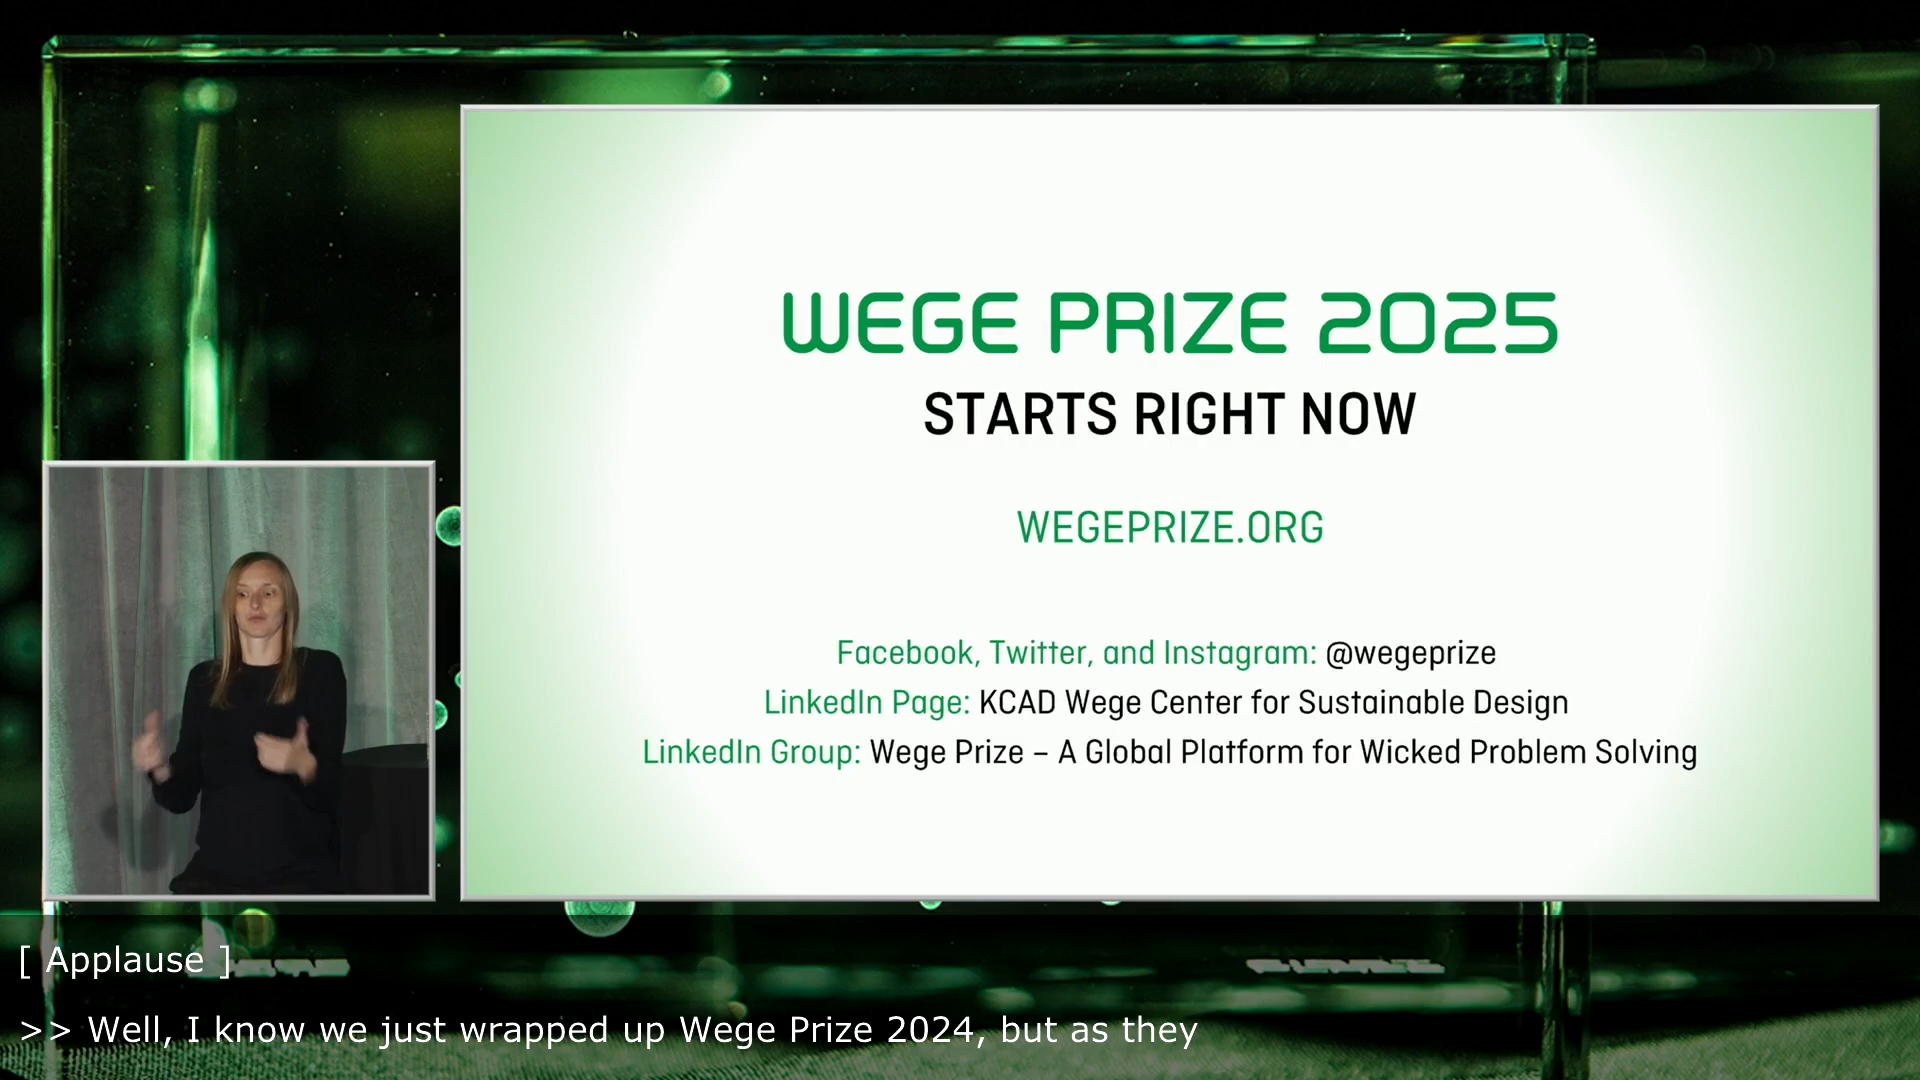 WEGE PRIZE 2025
STARTS RIGHT NOW
WEGEPRIZE.ORG
Facebook, Twitter, and Instagram: @wegeprize
LinkedIn Page: KCAD Wege Center for Sustainable Design
LinkedIn Group: Wege Prize – A Global Platform for Wicked Problem Solving
[ Applause ]
>> Well, I know we just wrapped up Wege Prize 2024, but as they